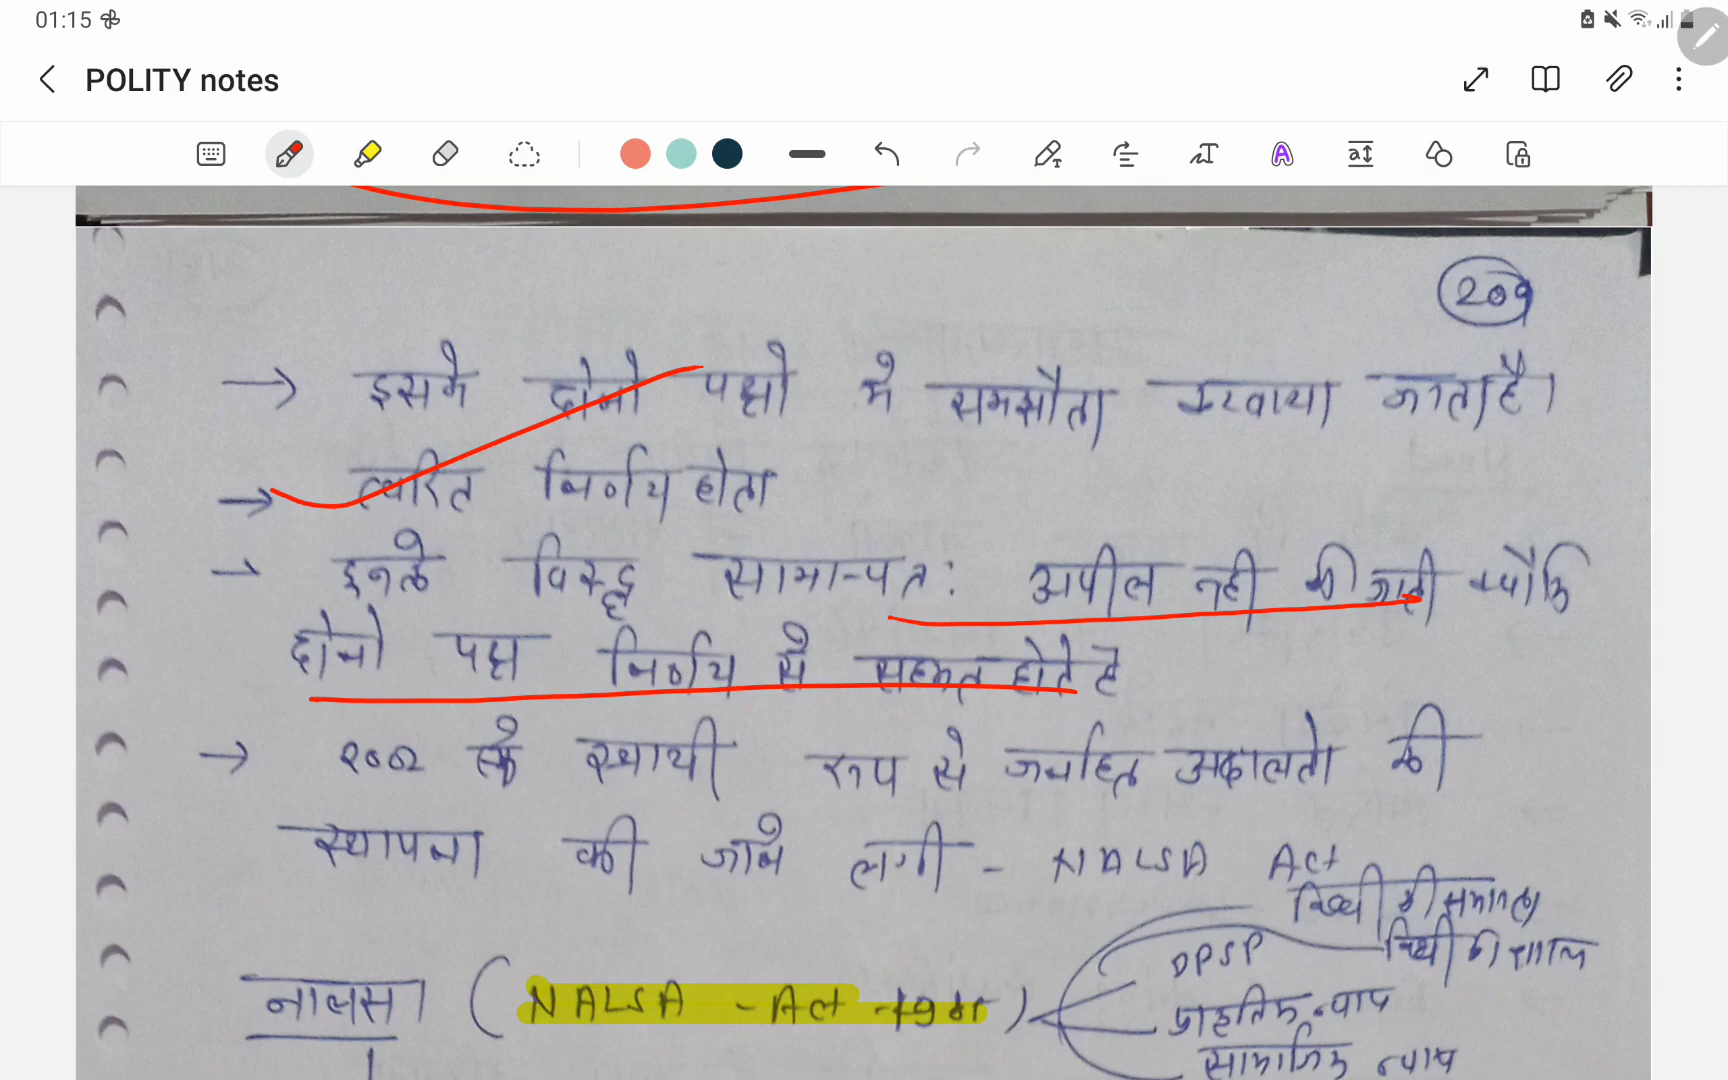 01:15
POLITY notes
209
→ इसमे दोनो पक्षो मे समझौता करवाया जाता है।
→ त्वरित निर्णय होता
→ इनके विरुद्ध सामान्यत: अपील नही की जाती क्योंकि
दोनो पक्ष निर्णय से सहमत होते है
→ 2002 से स्थायी रूप से जनहित अदालतो की
स्थापना की जाने लगी - NALSA Act
विधी की समानता
विधी का शासन
DPSP
नालसा (NALSA - Act -)
प्राकृतिक न्याय
सामाजिक न्याय